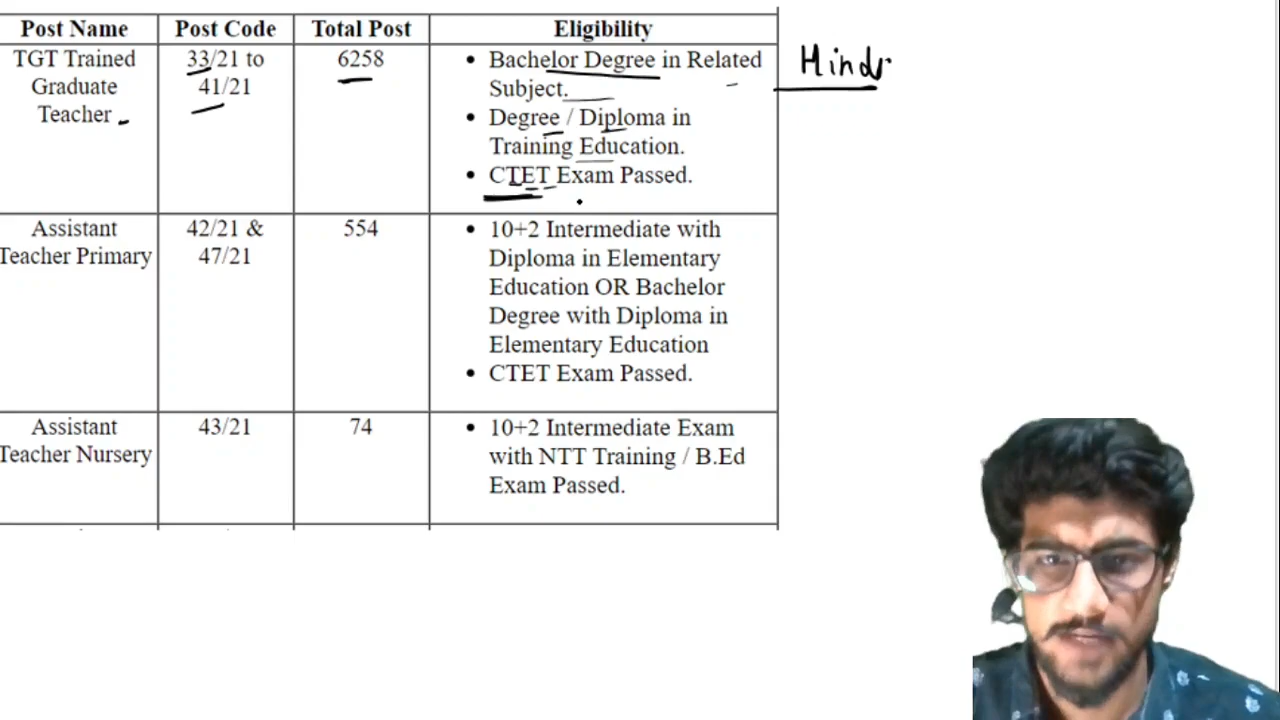 Post Name Post Code Total Post Eligibility
TGT Trained
Graduate
Teacher
33/21 to
41/21
6258
• Bachelor Degree in Related
Subject.
• Degree / Diploma in
Training Education.
• CTET Exam Passed.
Assistant
Teacher Primary
42/21 &
47/21
554
• 10+2 Intermediate with
Diploma in Elementary
Education OR Bachelor
Degree with Diploma in
Elementary Education
• CTET Exam Passed.
Assistant
Teacher Nursery
43/21
74
• 10+2 Intermediate Exam
with NTT Training / B.Ed
Exam Passed.